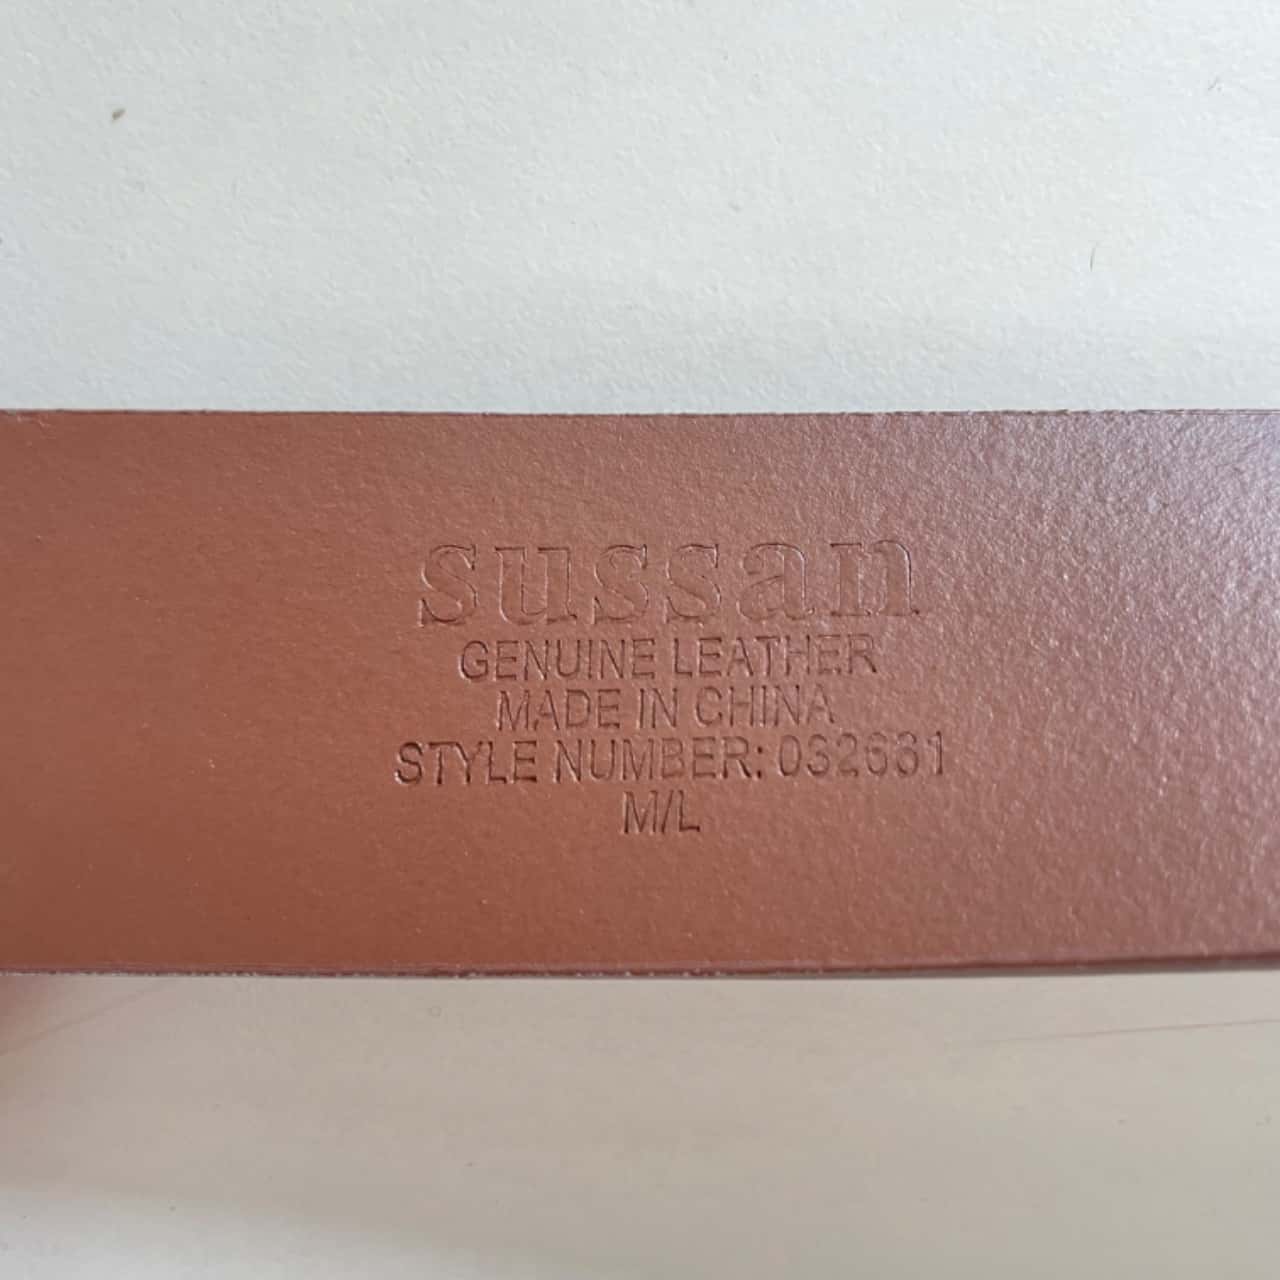 sussan
GENUINE LEATHER
MADE IN CHINA
STYLE NUMBER: 032631
M/L